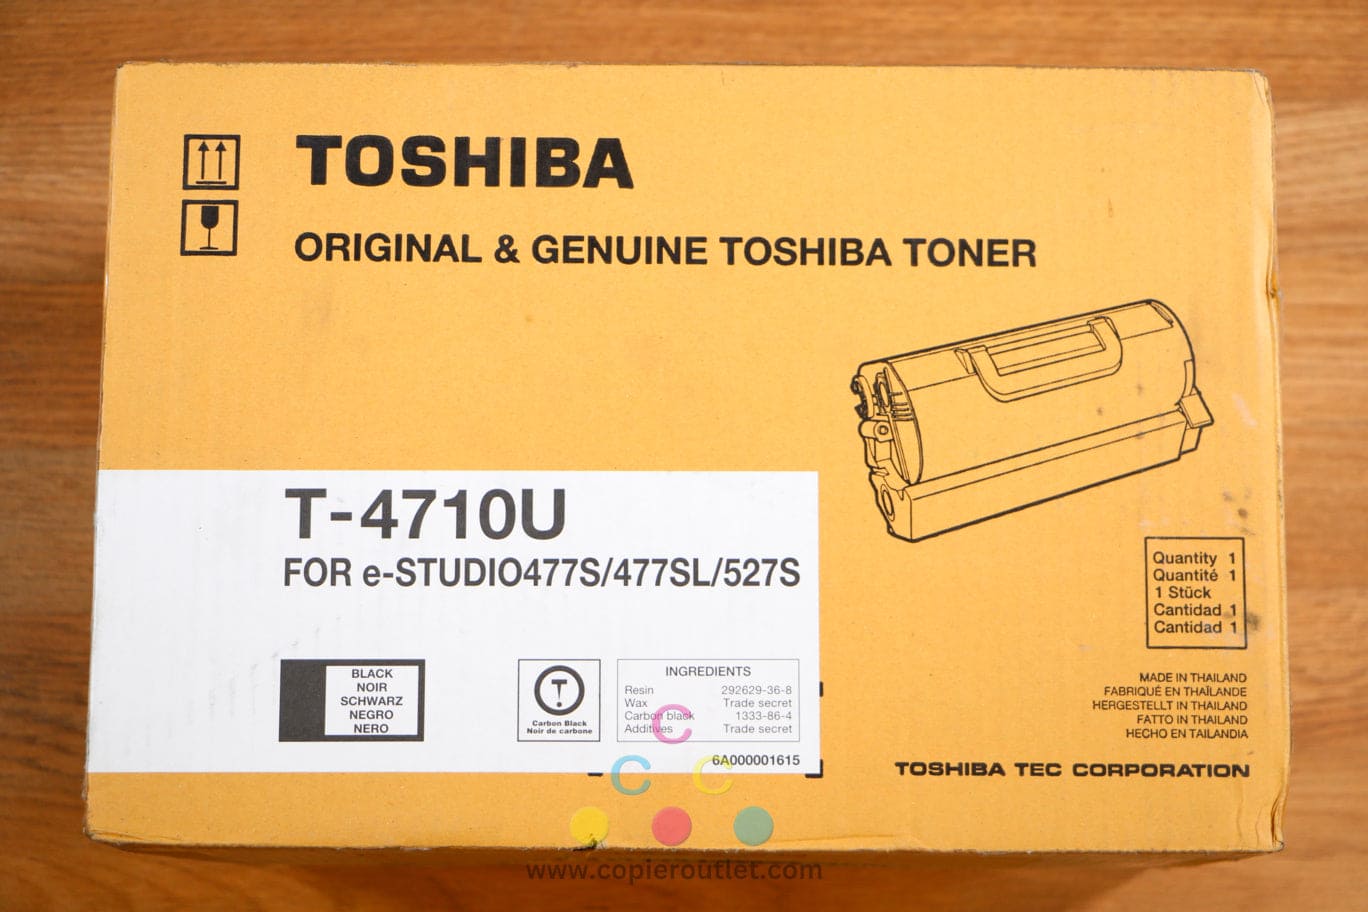 TOSHIBA
ORIGINAL & GENUINE TOSHIBA TONER
T-4710U
FOR e-STUDIO477S/477SL/527S
BLACK
NOIR
SCHWARZ
NEGRO
NERO
T
Carbon Black
Noir de carbone
INGREDIENTS
Resin 292629-36-8
Wax Trade secret
Carbon black 1333-86-4
Additives Trade secret
6A000001615
Quantity 1
Quantité 1
1 Stück
Cantidad 1
Cantidad 1
MADE IN THAILAND
FABRIQUÉ EN THAÏLANDE
HERGESTELLT IN THAILAND
FATTO IN THAILAND
HECHO EN TAILANDIA
TOSHIBA TEC CORPORATION
C
C C
www.copieroutlet.com